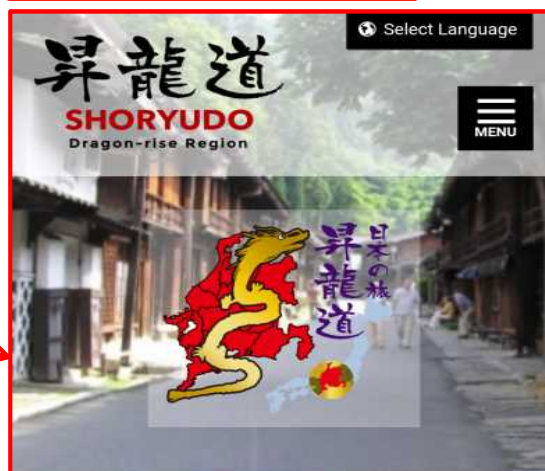 Select Language
昇龍道
SHORYUDO
Dragon-rise Region
MENU
日本の旅
昇龍道